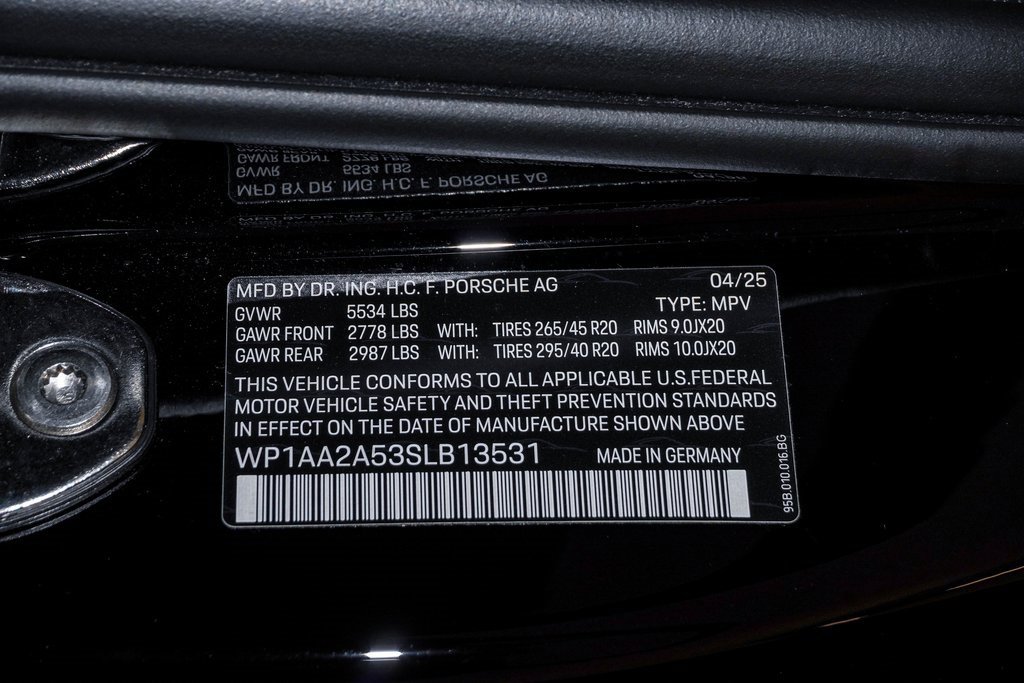 MFD BY DR. ING. H.C. F. PORSCHE AG 04/25
GVWR 5534 LBS TYPE: MPV
GAWR FRONT 2778 LBS WITH: TIRES 265/45 R20 RIMS 9.0JX20
GAWR REAR 2987 LBS WITH: TIRES 295/40 R20 RIMS 10.0JX20
THIS VEHICLE CONFORMS TO ALL APPLICABLE U.S.FEDERAL
MOTOR VEHICLE SAFETY AND THEFT PREVENTION STANDARDS
IN EFFECT ON THE DATE OF MANUFACTURE SHOWN ABOVE
WP1AA2A53SLB13531 MADE IN GERMANY
95B.010.016.BG